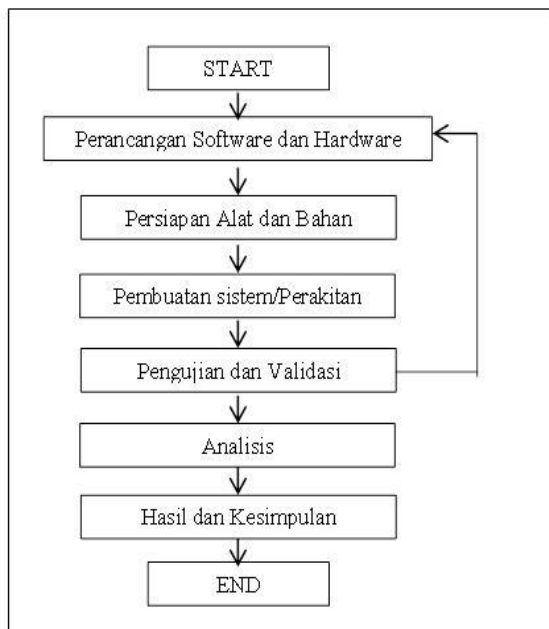 START
Perancangan Software dan Hardware
Persiapan Alat dan Bahan
Pembuatan sistem/Perakitan
Pengujian dan Validasi
Analisis
Hasil dan Kesimpulan
END